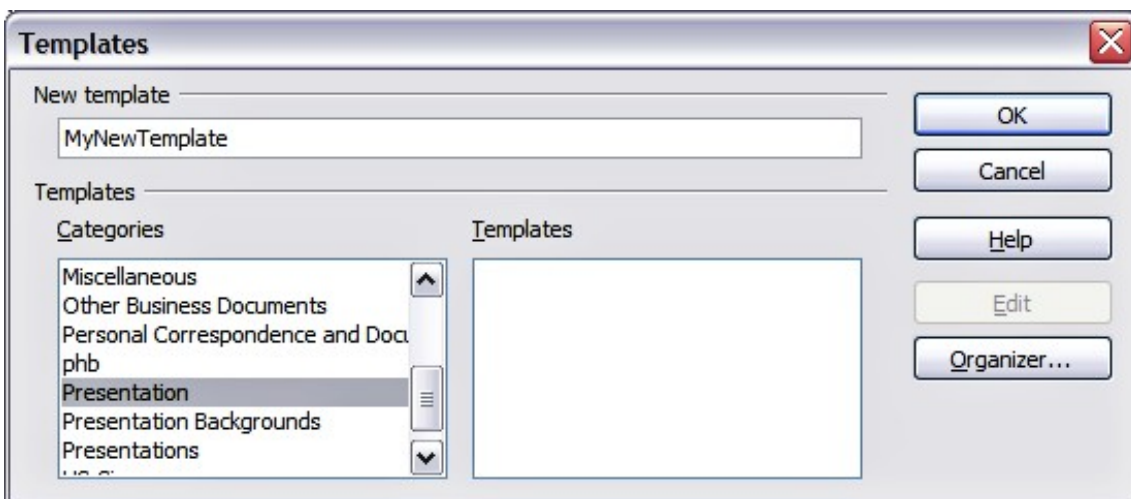 Templates
New template
MyNewTemplate
Templates
Categories
Miscellaneous
Other Business Documents
Personal Correspondence and Docu
phb
Presentation
Presentation Backgrounds
Presentations
Templates
OK
Cancel
Help
Edit
Organizer...